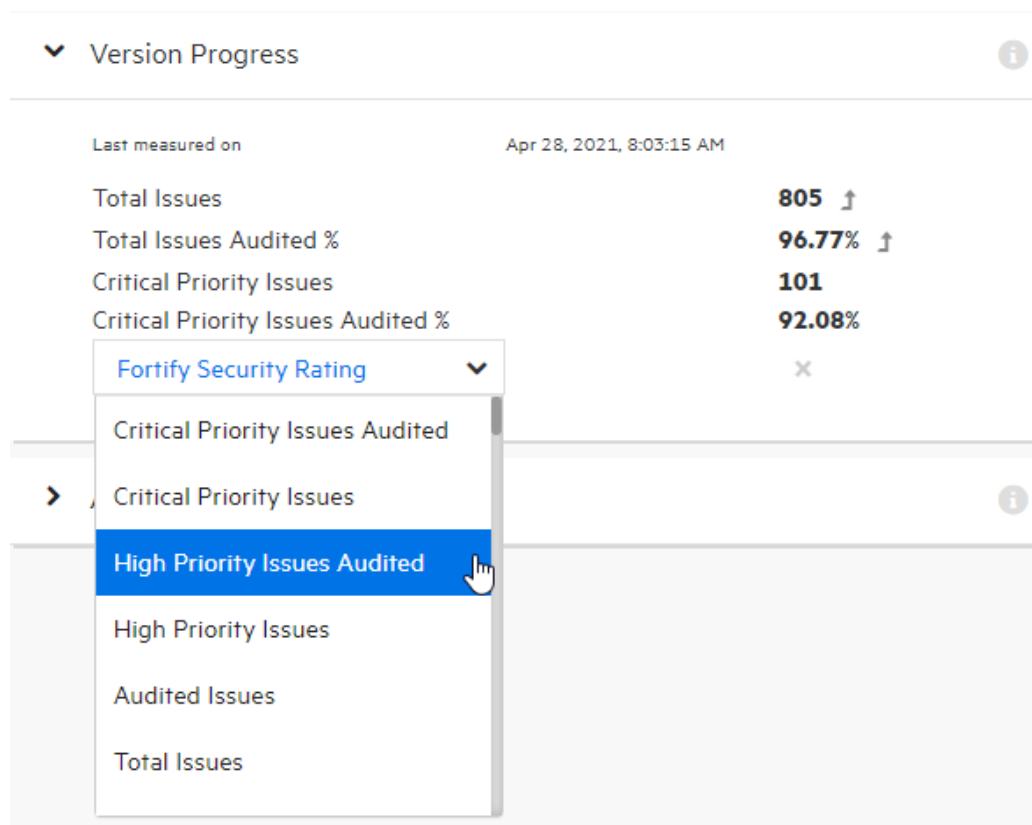 Version Progress
Last measured on Apr 28, 2021, 8:03:15 AM
Total Issues 805
Total Issues Audited % 96.77%
Critical Priority Issues 101
Critical Priority Issues Audited % 92.08%
Fortify Security Rating
Critical Priority Issues Audited
Critical Priority Issues
High Priority Issues Audited
High Priority Issues
Audited Issues
Total Issues